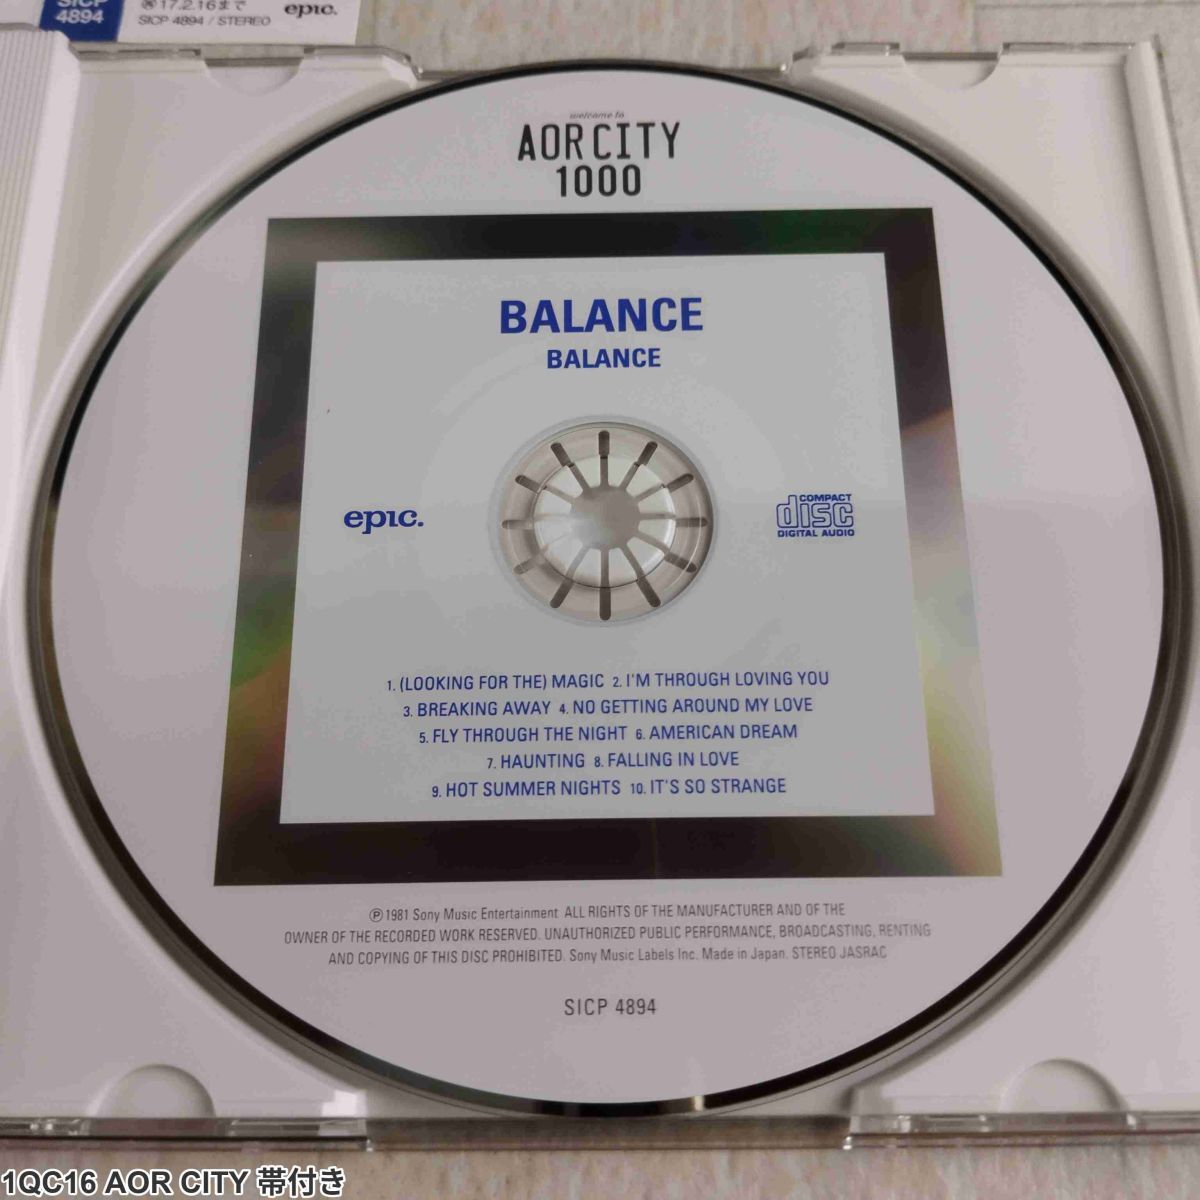 SICP
4894
㊟17.2.16まで
SICP 4894 / STEREO
epic.
welcome to
AOR CITY
1000
BALANCE
BALANCE
epic.
COMPACT
disc
DIGITAL AUDIO
1. (LOOKING FOR THE) MAGIC 2. I'M THROUGH LOVING YOU
3. BREAKING AWAY 4. NO GETTING AROUND MY LOVE
5. FLY THROUGH THE NIGHT 6. AMERICAN DREAM
7. HAUNTING 8. FALLING IN LOVE
9. HOT SUMMER NIGHTS 10. IT'S SO STRANGE
Ⓟ1981 Sony Music Entertainment ALL RIGHTS OF THE MANUFACTURER AND OF THE
OWNER OF THE RECORDED WORK RESERVED. UNAUTHORIZED PUBLIC PERFORMANCE, BROADCASTING, RENTING
AND COPYING OF THIS DISC PROHIBITED. Sony Music Labels Inc. Made in Japan. STEREO JASRAC
SICP 4894
1QC16 AOR CITY 帯付き